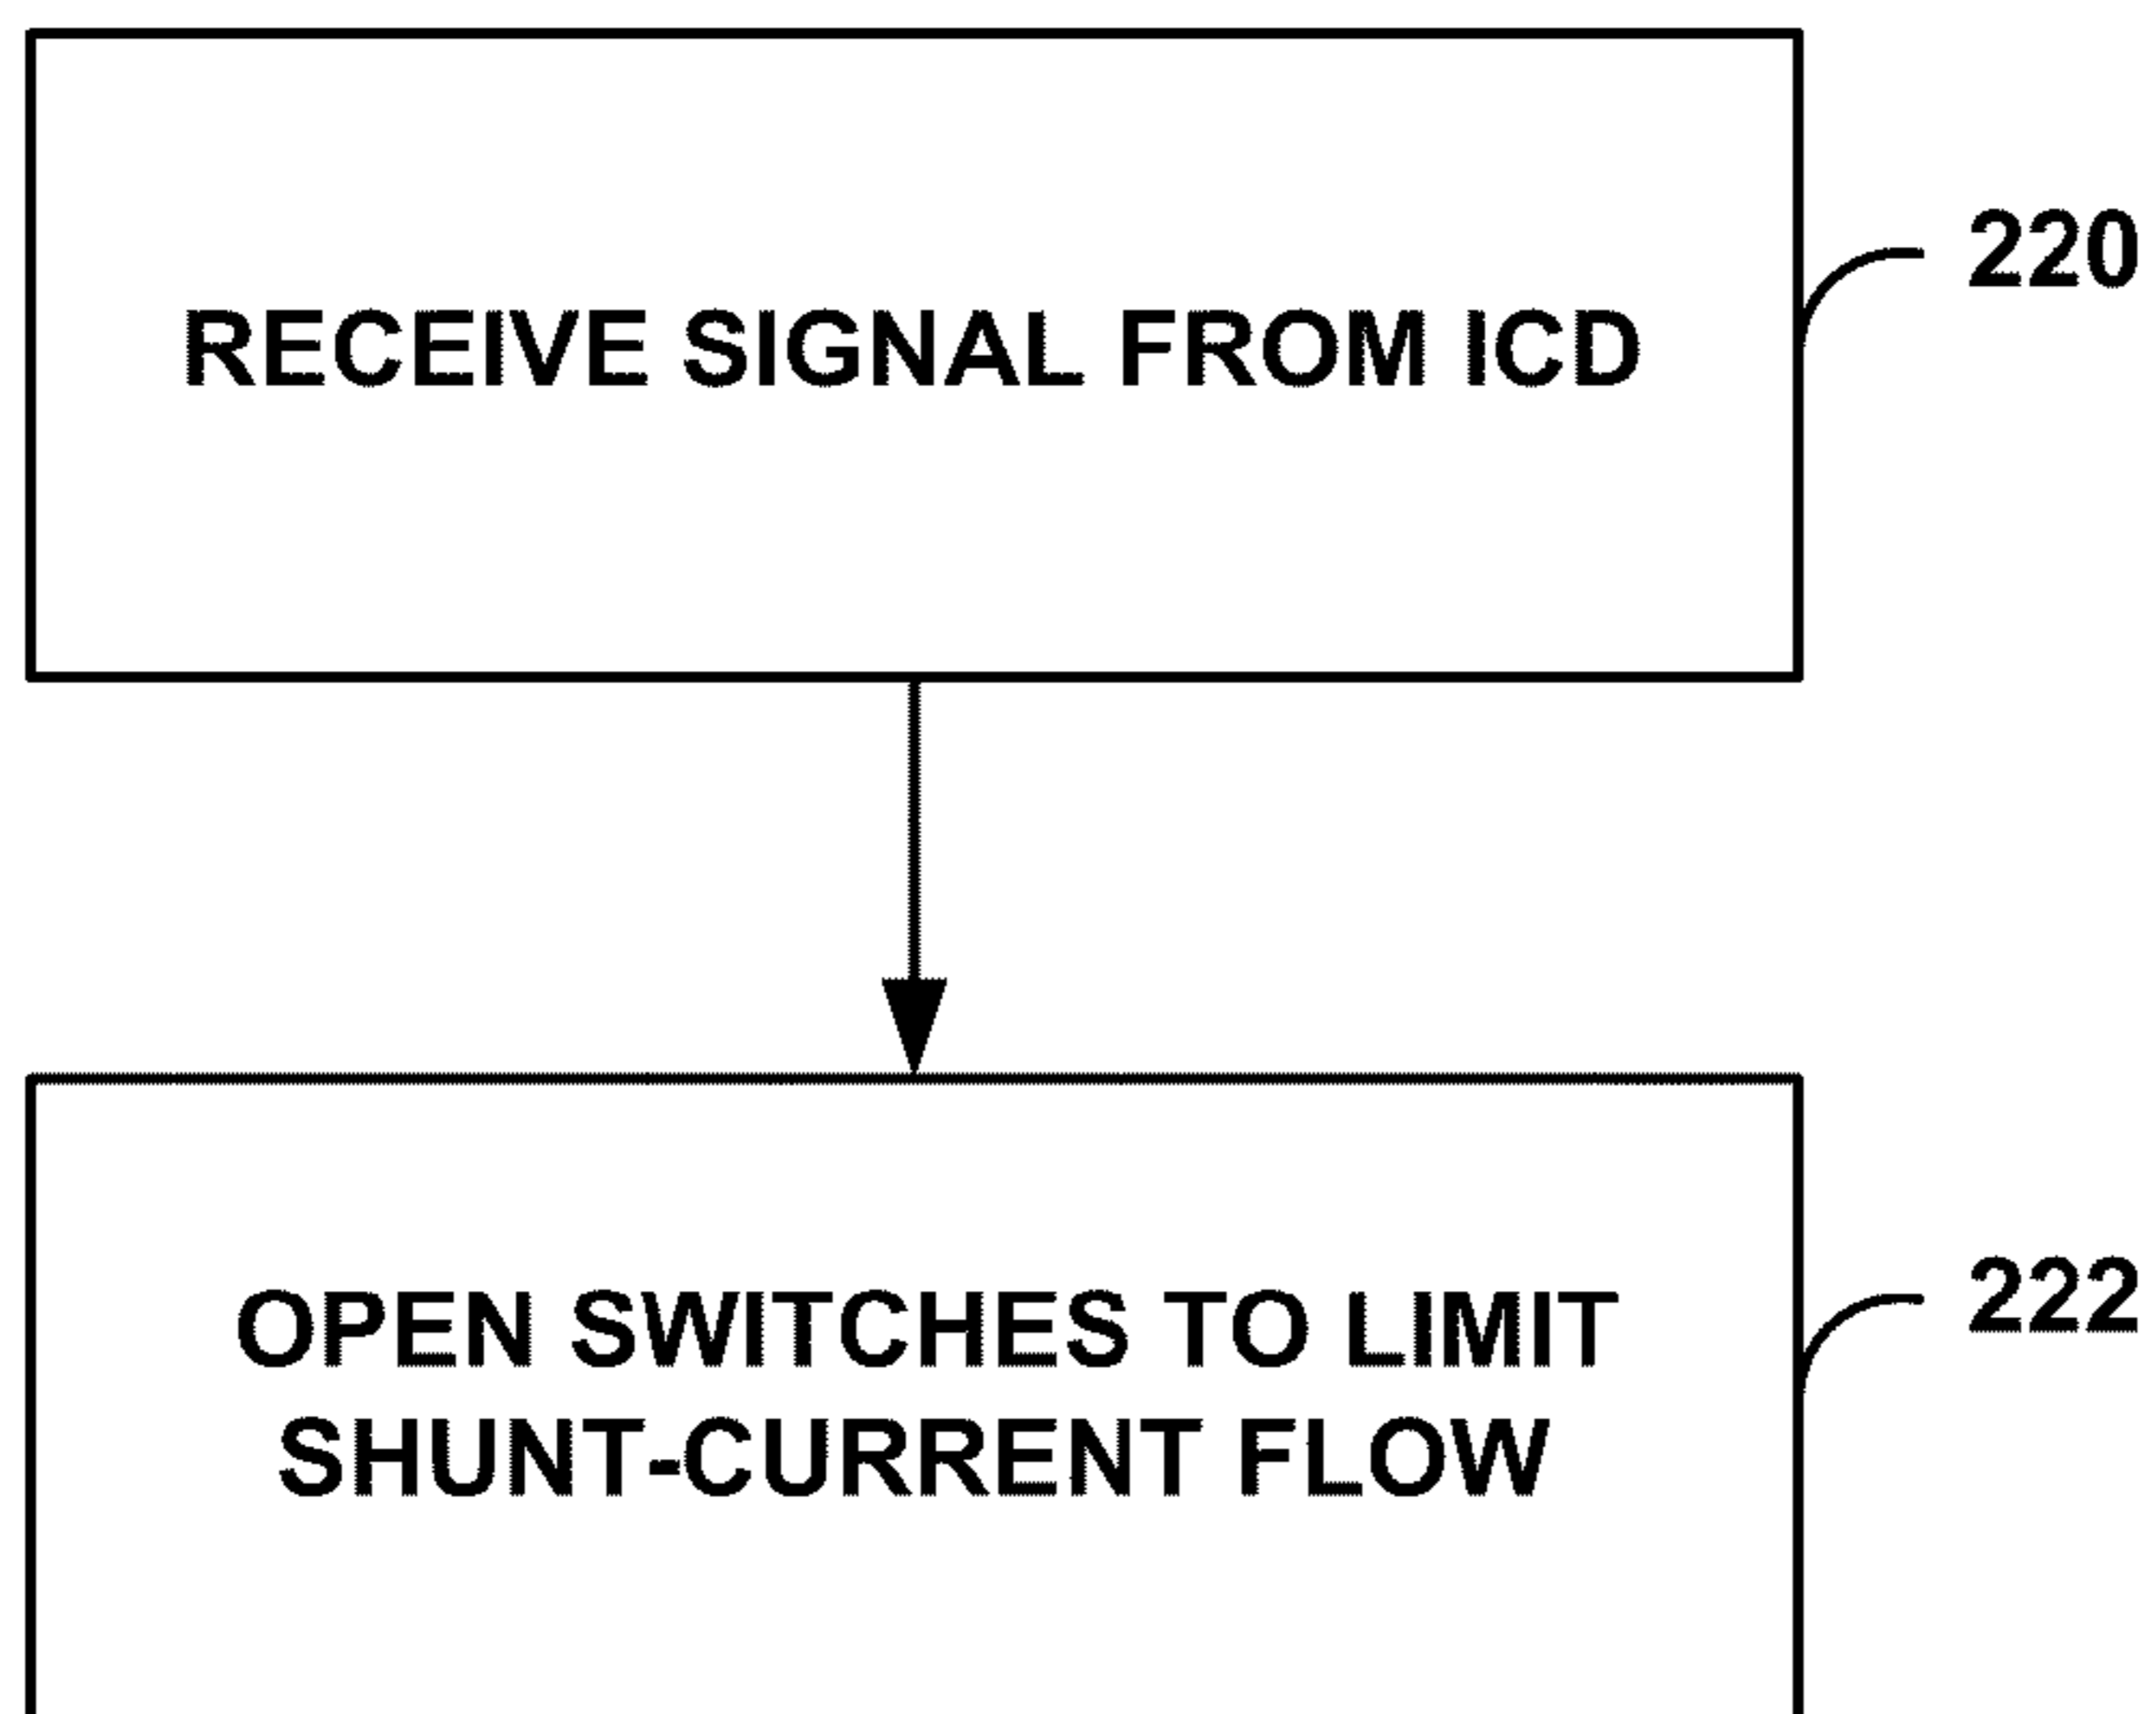 220
RECEIVE SIGNAL FROM ICD
222
OPEN SWITCHES TO LIMIT
SHUNT-CURRENT FLOW